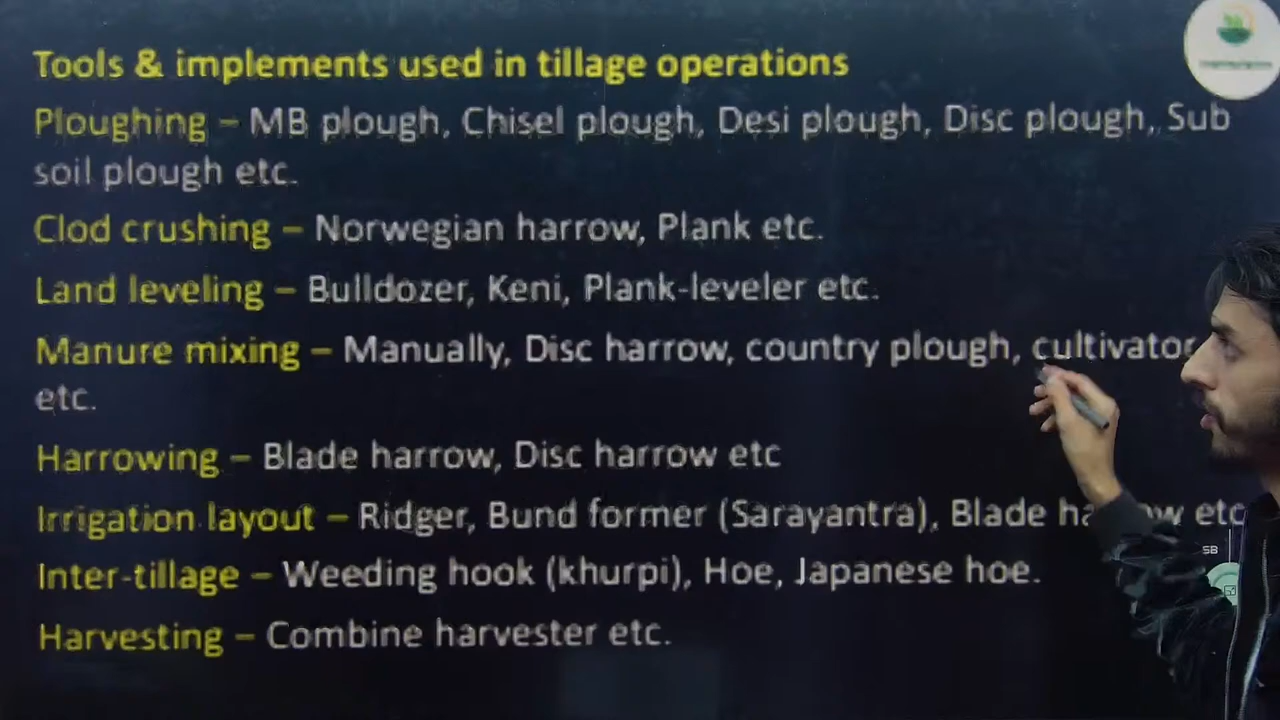 Tools & implements used in tillage operations
Ploughing – MB plough, Chisel plough, Desi plough, Disc plough, Sub
soil plough etc.
Clod crushing – Norwegian harrow, Plank etc.
Land leveling – Bulldozer, Keni, Plank-leveler etc.
Manure mixing – Manually, Disc harrow, country plough, cultivator
etc.
Harrowing – Blade harrow, Disc harrow etc
Irrigation layout – Ridger, Bund former (Sarayantra), Blade etc
58
Inter-tillage – Weeding hook (khurpi), Hoe, Japanese hoe.
Harvesting – Combine harvester etc.